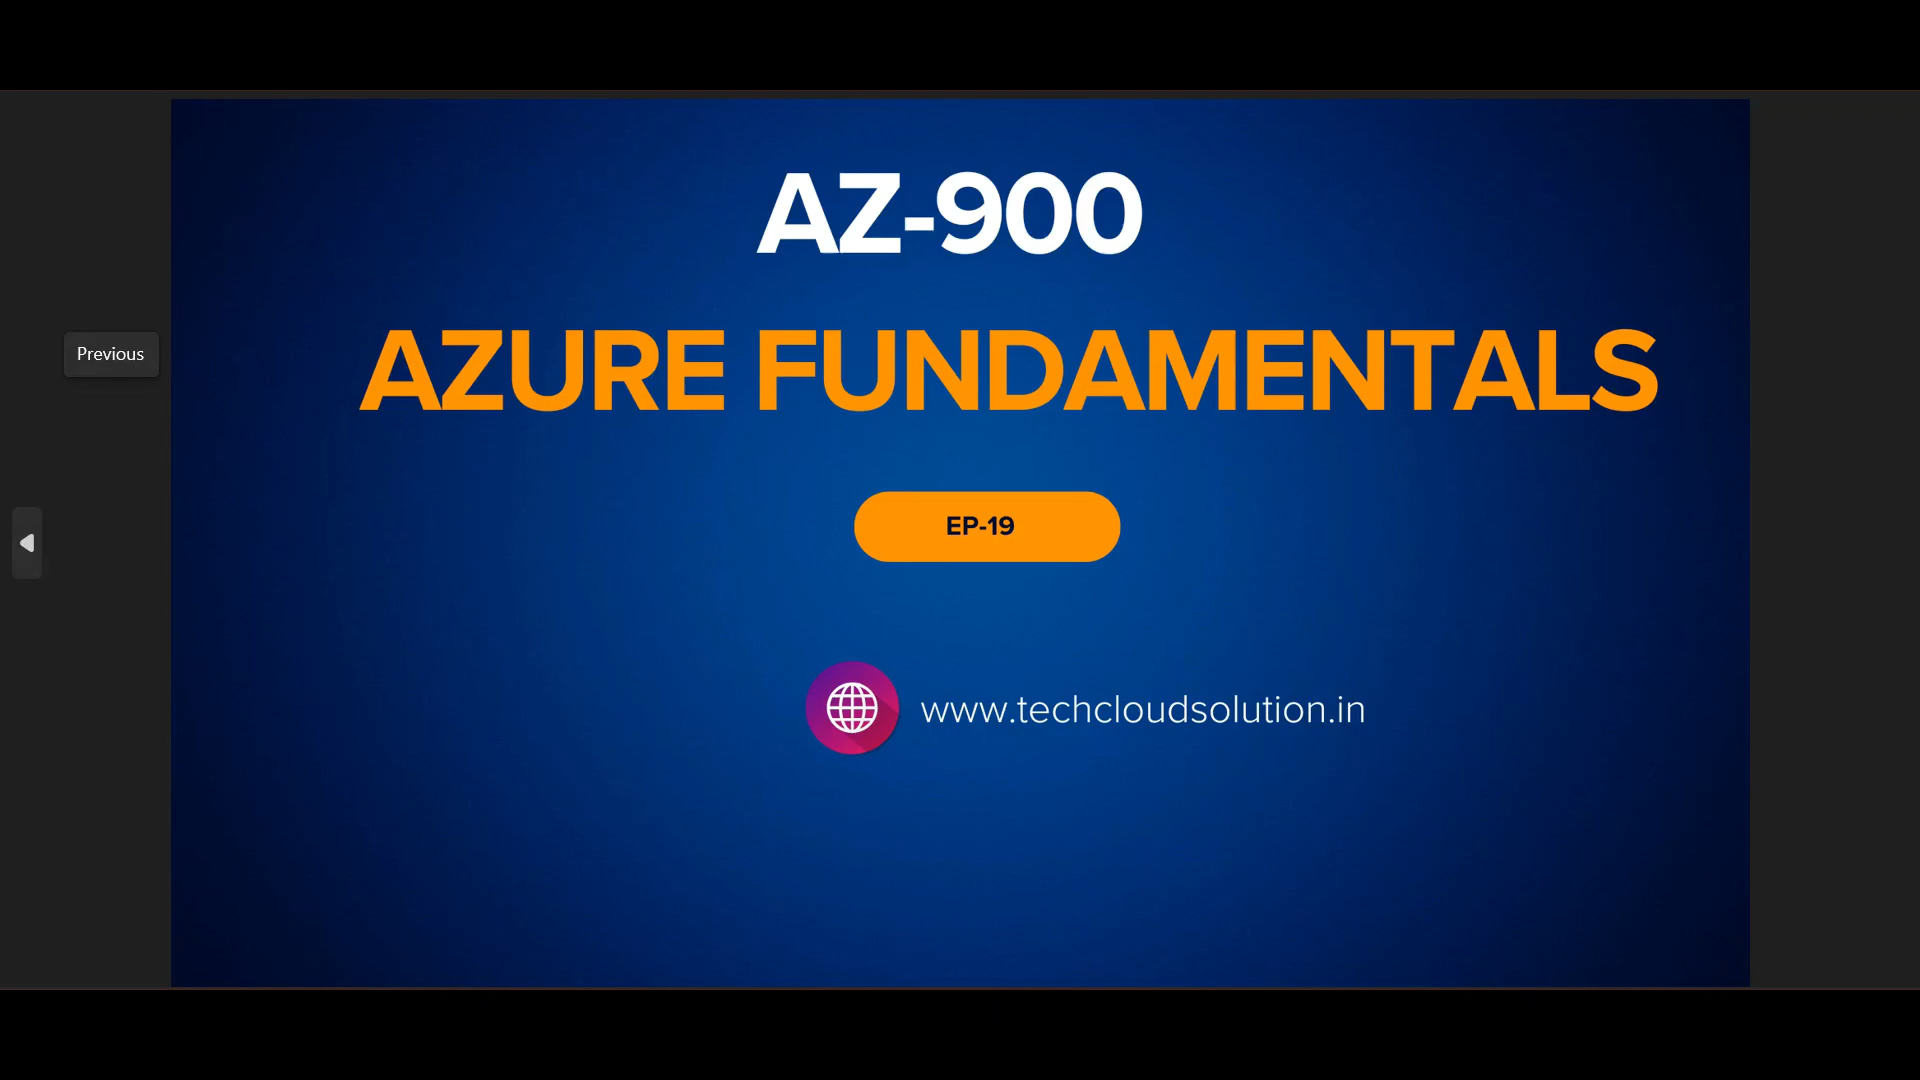 AZ-900
AZURE FUNDAMENTALS
Previous
EP-19
www.techcloudsolution.in